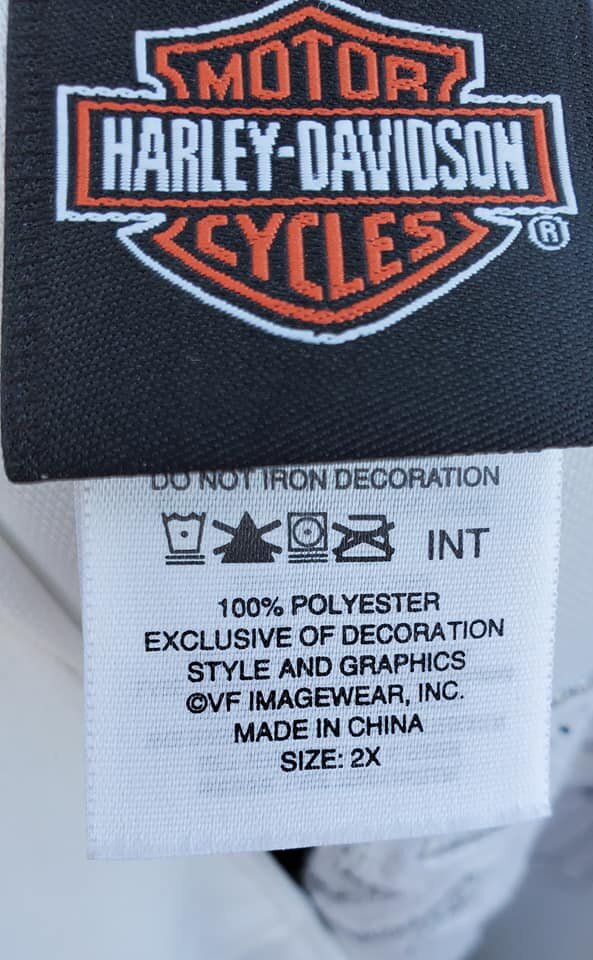 MOTOR
HARLEY-DAVIDSON
CYCLES
®
DO NOT IRON DECORATION
INT
100% POLYESTER
EXCLUSIVE OF DECORATION
STYLE AND GRAPHICS
©VF IMAGEWEAR, INC.
MADE IN CHINA
SIZE: 2X